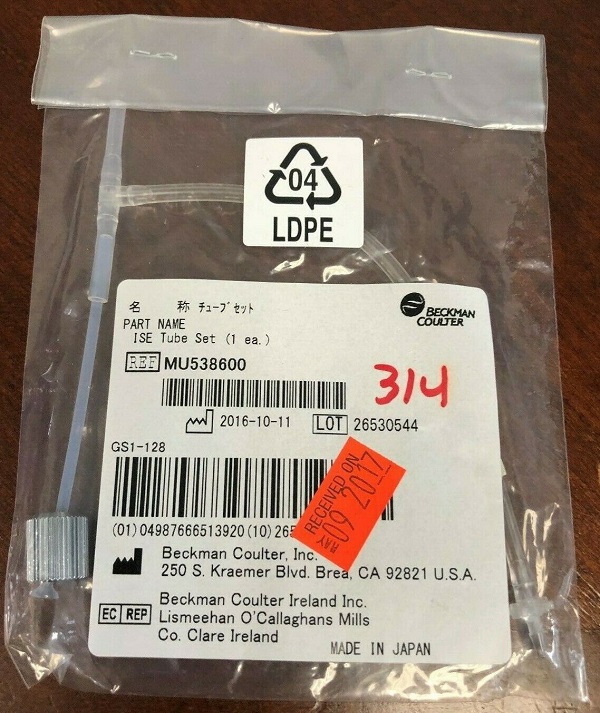 04
LDPE
名 称 ﾁｭｰﾌﾞｾｯﾄ
BECKMAN
COULTER
PART NAME
ISE Tube Set (1 ea.)
REF MU538600
314
2016-10-11 LOT 26530544
GS1-128
RECEIVED ON
MAY 09 2017
(01)04987666513920(10)265
Beckman Coulter, Inc.
250 S. Kraemer Blvd. Brea, CA 92821 U.S.A.
EC REP
Beckman Coulter Ireland Inc.
Lismeehan O'Callaghans Mills
Co. Clare Ireland
MADE IN JAPAN